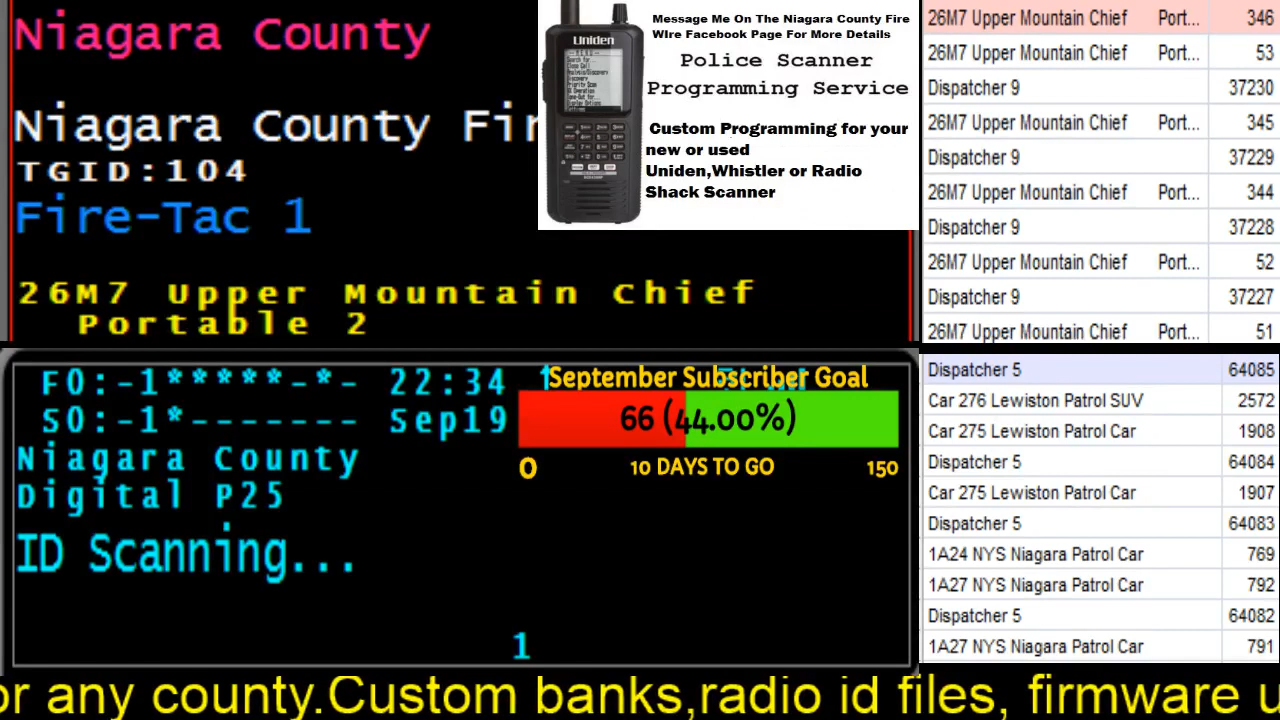 Niagara County
Niagara County Fir
TGID:104
Fire-Tac 1
26M7 Upper Mountain Chief
Portable 2
Uniden
Message Me On The Niagara County Fire
WIre Facebook Page For More Details
Police Scanner
Programming Service
Custom Programming for your
new or used
Uniden,Whistler or Radio
Shack Scanner
26M7 Upper Mountain Chief Port... 346
26M7 Upper Mountain Chief Port... 53
Dispatcher 9 37230
26M7 Upper Mountain Chief Port... 345
Dispatcher 9 37229
26M7 Upper Mountain Chief Port... 344
Dispatcher 9 37228
26M7 Upper Mountain Chief Port... 52
Dispatcher 9 37227
26M7 Upper Mountain Chief Port... 51
F0:-1*****-*- 22:34
S0:-1*------- Sep19
Niagara County
Digital P25
ID Scanning...
1
September Subscriber Goal
66 (44.00%)
0 10 DAYS TO GO 150
Dispatcher 5 64085
Car 276 Lewiston Patrol SUV 2572
Car 275 Lewiston Patrol Car 1908
Dispatcher 5 64084
Car 275 Lewiston Patrol Car 1907
Dispatcher 5 64083
1A24 NYS Niagara Patrol Car 769
1A27 NYS Niagara Patrol Car 792
Dispatcher 5 64082
1A27 NYS Niagara Patrol Car 791
or any county.Custom banks,radio id files, firmware u